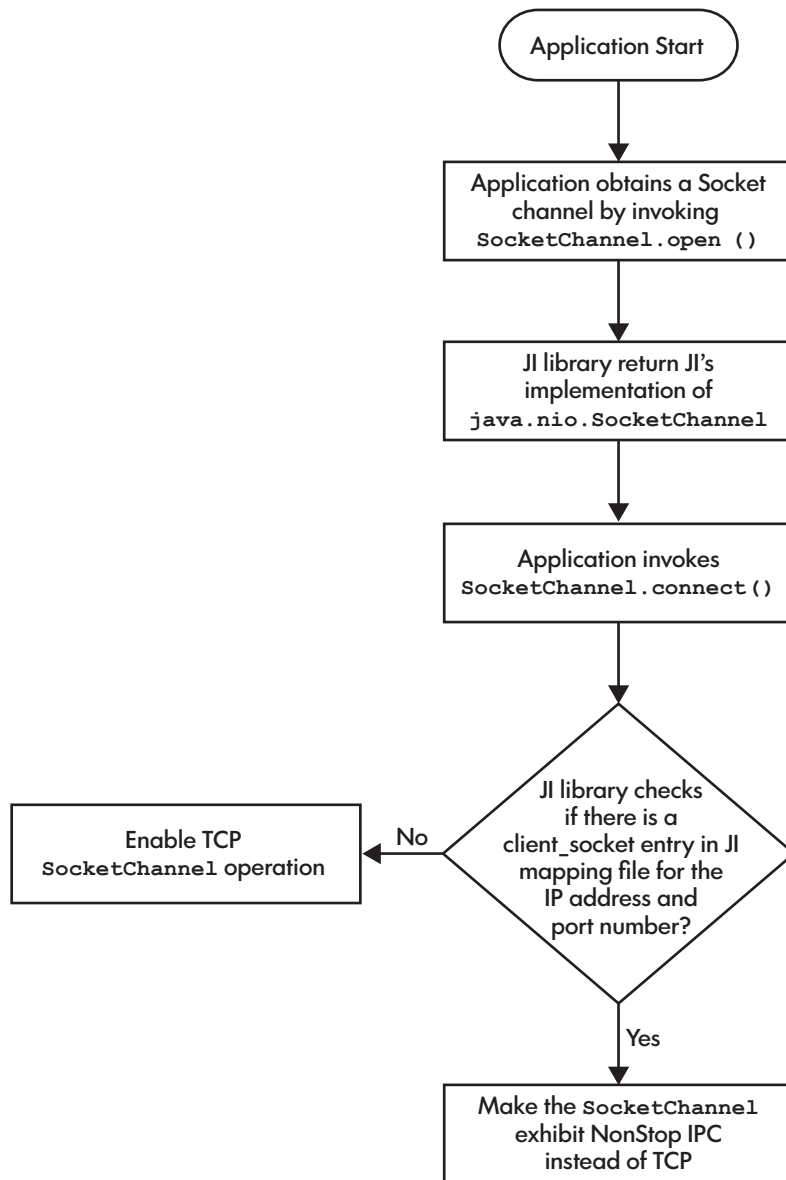 Application Start
Application obtains a Socket
channel by invoking
SocketChannel.open ()
JI library return JI's
implementation of
java.nio.SocketChannel
Application invokes
SocketChannel.connect()
JI library checks
if there is a
client_socket entry in JI
mapping file for the
IP address and
port number?
No
Enable TCP
SocketChannel operation
Yes
Make the SocketChannel
exhibit NonStop IPC
instead of TCP